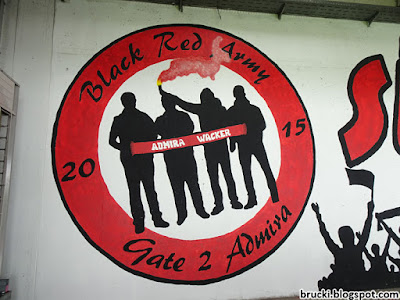 Black Red Army
ADMIRA WACKER
20 15
Gate 2 Admira
brucki.blogspot.com